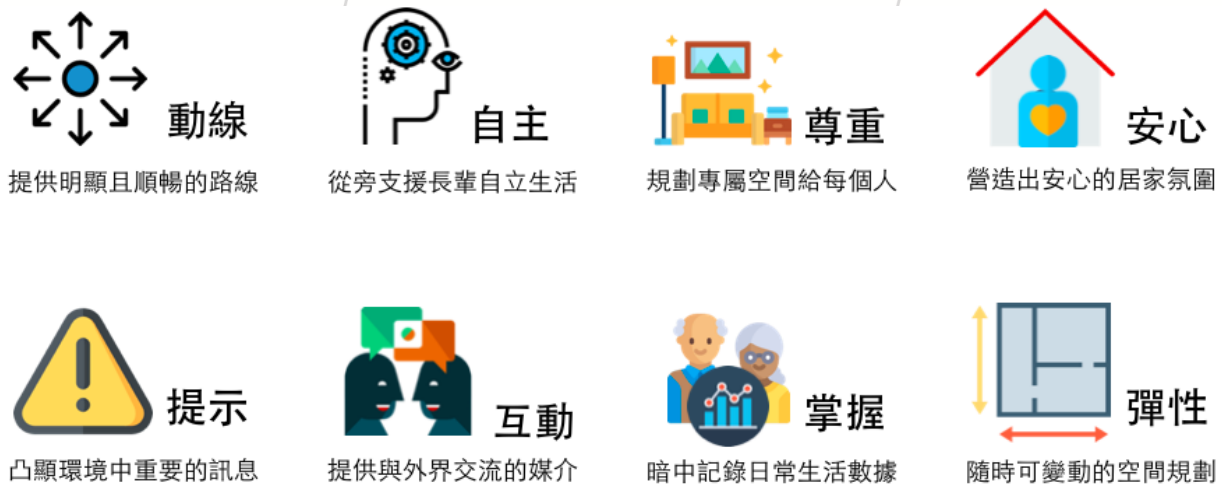 動線
提供明顯且順暢的路線
自主
從旁支援長輩自立生活
尊重
規劃專屬空間給每個人
安心
營造出安心的居家氛圍
提示
凸顯環境中重要的訊息
互動
提供與外界交流的媒介
掌握
暗中記錄日常生活數據
彈性
隨時可變動的空間規劃